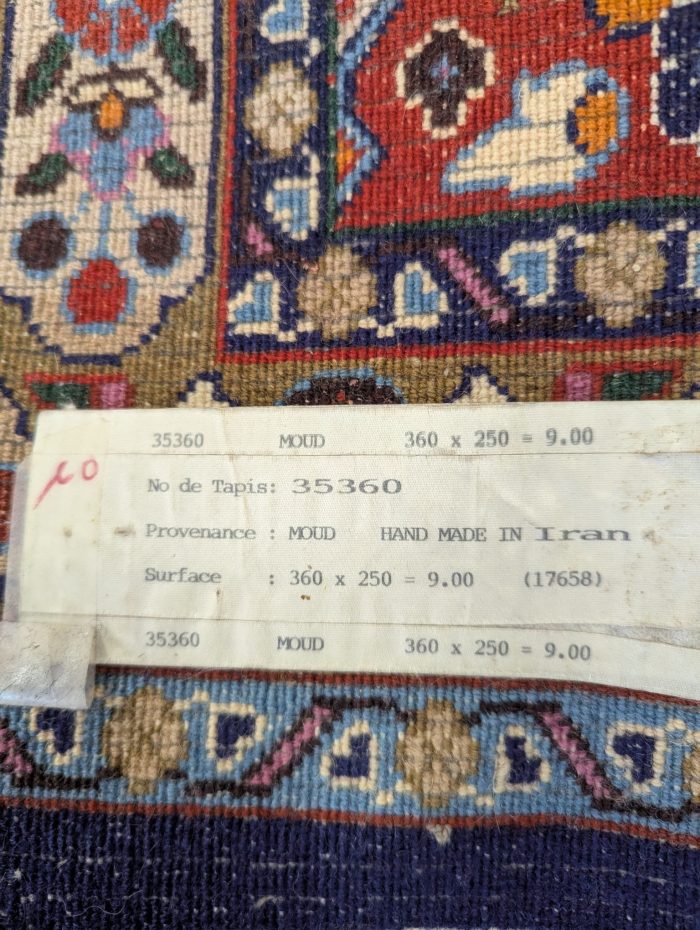 35360 MOUD 360 x 250 = 9.00
No de Tapis: 35360
Provenance : MOUD HAND MADE IN Iran
Surface : 360 x 250 = 9.00 (17658)
35360 MOUD 360 x 250 = 9.00